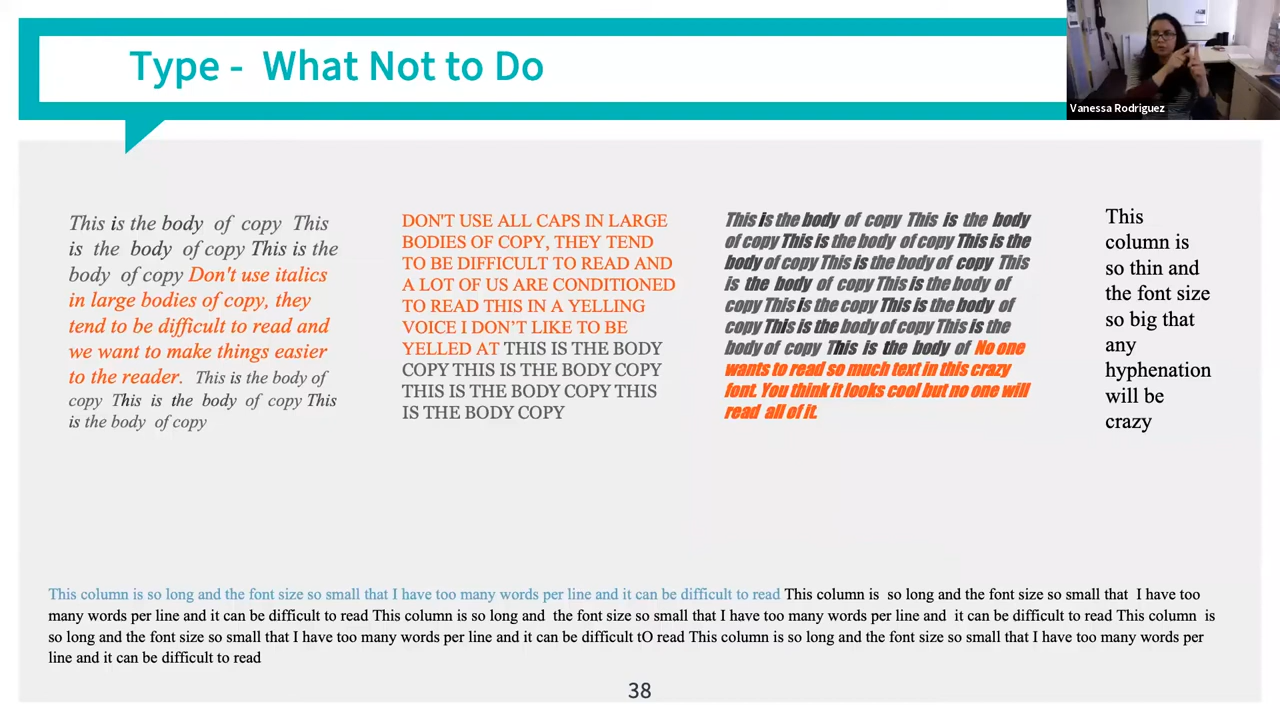 Type -  What Not to Do
Vanessa Rodriguez
This is the body of copy This
is the body of copy This is the
body of copy Don't use italics
in large bodies of copy, they
tend to be difficult to read and
we want to make things easier
to the reader. This is the body of
copy This is the body of copy This
is the body of copy
DON'T USE ALL CAPS IN LARGE
BODIES OF COPY, THEY TEND
TO BE DIFFICULT TO READ AND
A LOT OF US ARE CONDITIONED
TO READ THIS IN A YELLING
VOICE I DON’T LIKE TO BE
YELLED AT THIS IS THE BODY
COPY THIS IS THE BODY COPY
THIS IS THE BODY COPY THIS
IS THE BODY COPY
This is the body of copy This is the body
of copy This is the body of copy This is the
body of copy This is the body of copy This
is the body of copy This is the body of
copy This is the copy This is the body of
copy This is the body of copy This is the
body of copy This is the body of No one
wants to read so much text in this crazy
font. You think it looks cool but no one will
read all of it.
This
column is
so thin and
the font size
so big that
any
hyphenation
will be
crazy
This column is so long and the font size so small that I have too many words per line and it can be difficult to read This column is so long and the font size so small that I have too
many words per line and it can be difficult to read This column is so long and the font size so small that I have too many words per line and it can be difficult to read This column is
so long and the font size so small that I have too many words per line and it can be difficult tO read This column is so long and the font size so small that I have too many words per
line and it can be difficult to read
38